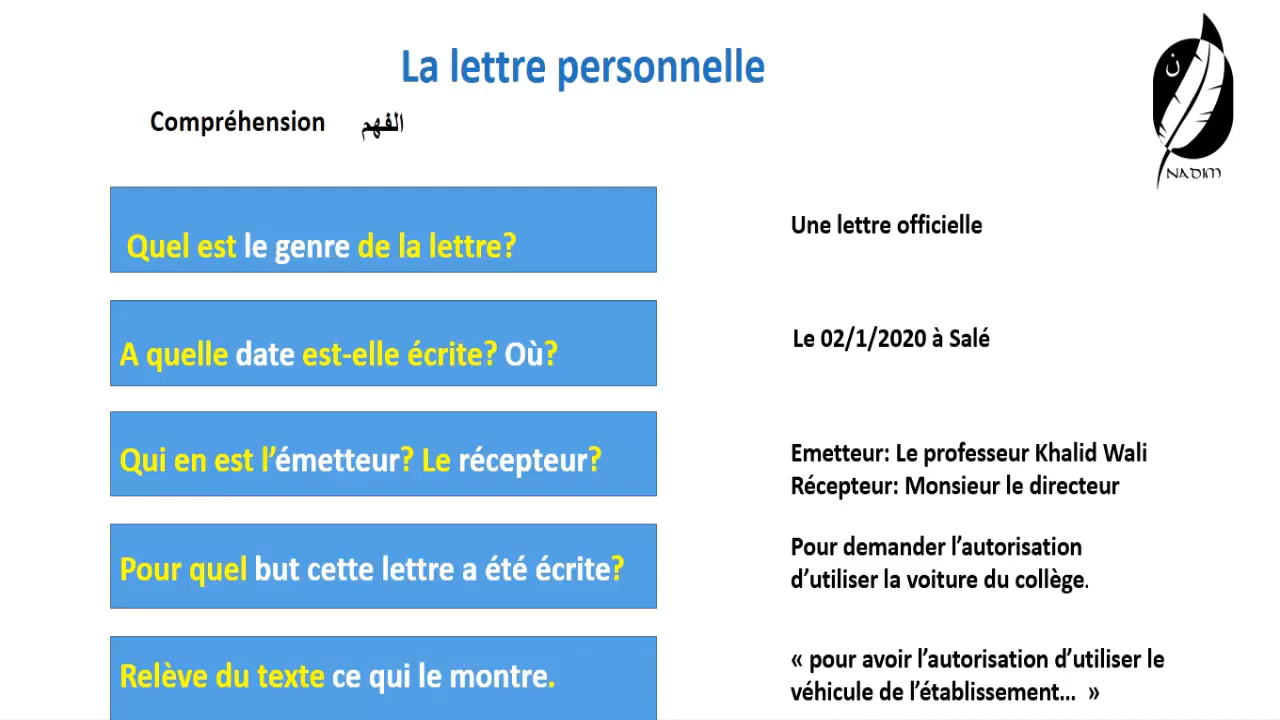 La lettre personnelle
Compréhension الفهم
ن
NADIM
Quel est le genre de la lettre?
Une lettre officielle
A quelle date est-elle écrite? Où?
Le 02/1/2020 à Salé
Qui en est l’émetteur? Le récepteur?
Emetteur: Le professeur Khalid Wali
Récepteur: Monsieur le directeur
Pour quel but cette lettre a été écrite?
Pour demander l’autorisation
d’utiliser la voiture du collège.
Relève du texte ce qui le montre.
« pour avoir l’autorisation d’utiliser le
véhicule de l’établissement... »